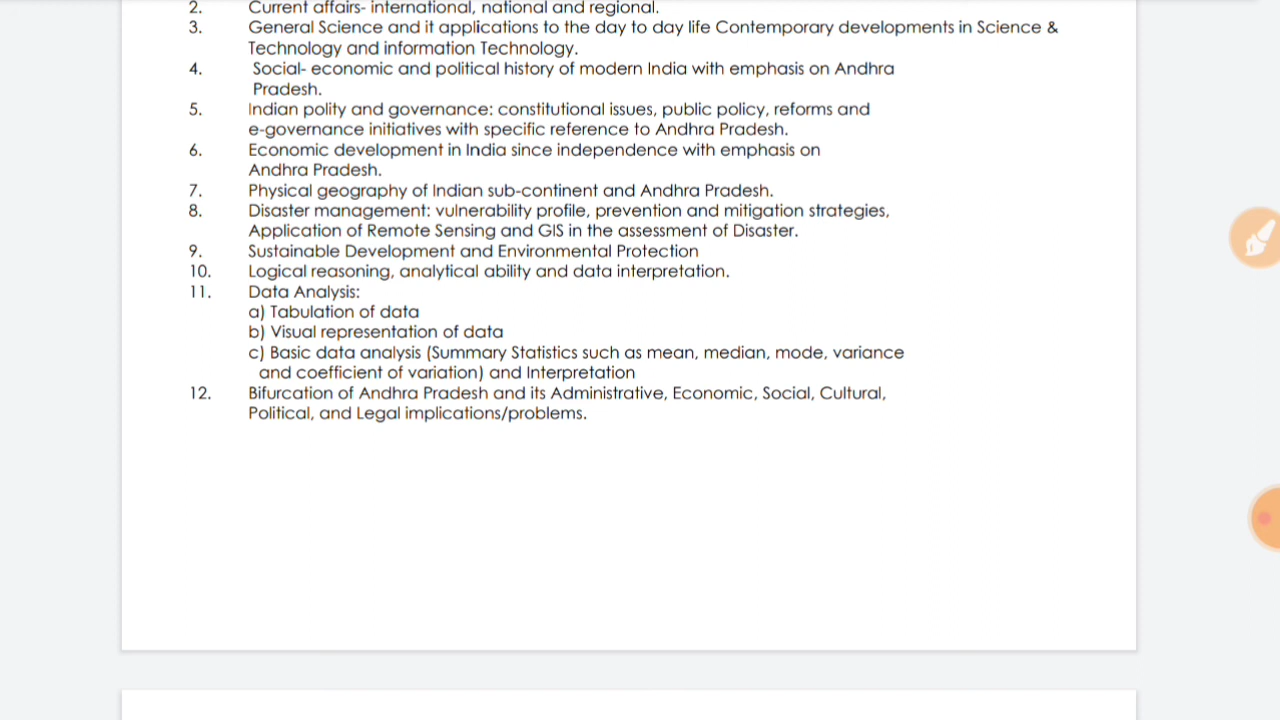 2. Current affairs- international, national and regional.
3. General Science and it applications to the day to day life Contemporary developments in Science &
Technology and information Technology.
4. Social- economic and political history of modern India with emphasis on Andhra
Pradesh.
5. Indian polity and governance: constitutional issues, public policy, reforms and
e-governance initiatives with specific reference to Andhra Pradesh.
6. Economic development in India since independence with emphasis on
Andhra Pradesh.
7. Physical geography of Indian sub-continent and Andhra Pradesh.
8. Disaster management: vulnerability profile, prevention and mitigation strategies,
Application of Remote Sensing and GIS in the assessment of Disaster.
9. Sustainable Development and Environmental Protection
10. Logical reasoning, analytical ability and data interpretation.
11. Data Analysis:
a) Tabulation of data
b) Visual representation of data
c) Basic data analysis (Summary Statistics such as mean, median, mode, variance
and coefficient of variation) and Interpretation
12. Bifurcation of Andhra Pradesh and its Administrative, Economic, Social, Cultural,
Political, and Legal implications/problems.